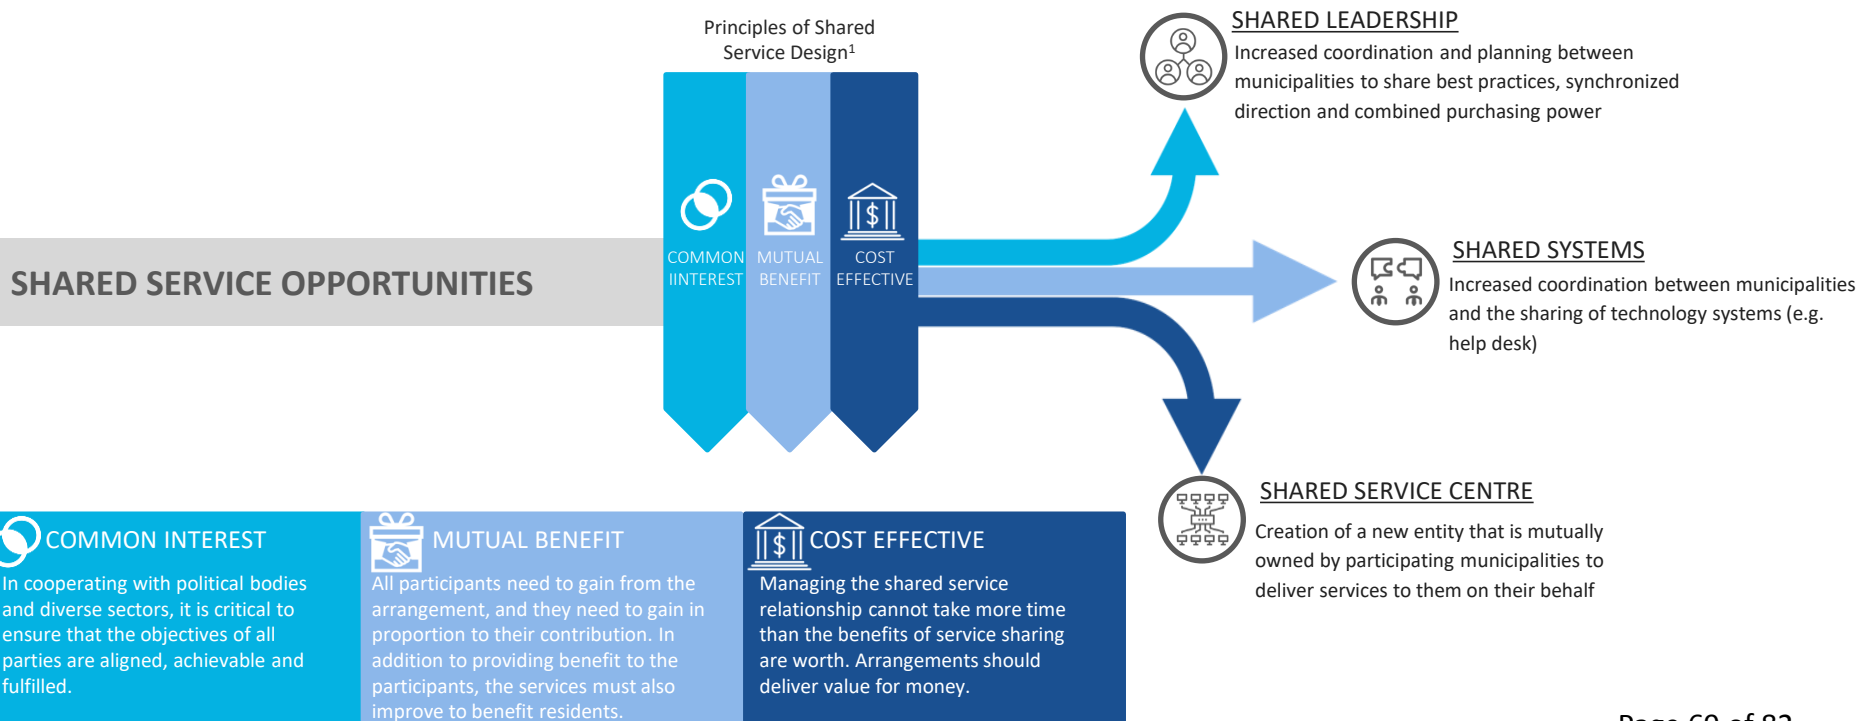 Principles of Shared
Service Design¹
SHARED LEADERSHIP
Increased coordination and planning between
municipalities to share best practices, synchronized
direction and combined purchasing power
COMMON
IINTEREST
MUTUAL
BENEFIT
COST
EFFECTIVE
SHARED SERVICE OPPORTUNITIES
SHARED SYSTEMS
Increased coordination between municipalities
and the sharing of technology systems (e.g.
help desk)
SHARED SERVICE CENTRE
Creation of a new entity that is mutually
owned by participating municipalities to
deliver services to them on their behalf
COMMON INTEREST
In cooperating with political bodies
and diverse sectors, it is critical to
ensure that the objectives of all
parties are aligned, achievable and
fulfilled.
MUTUAL BENEFIT
All participants need to gain from the
arrangement, and they need to gain in
proportion to their contribution. In
addition to providing benefit to the
participants, the services must also
improve to benefit residents.
COST EFFECTIVE
Managing the shared service
relationship cannot take more time
than the benefits of service sharing
are worth. Arrangements should
deliver value for money.
Page 60 of 82